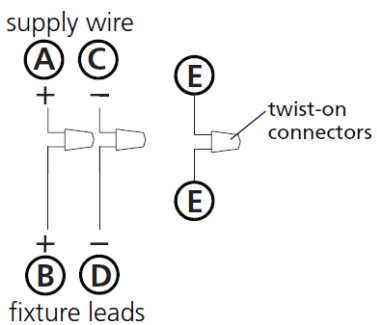 supply wire
A C
E
+ −
twist-on
connectors
E
+ −
B D
fixture leads